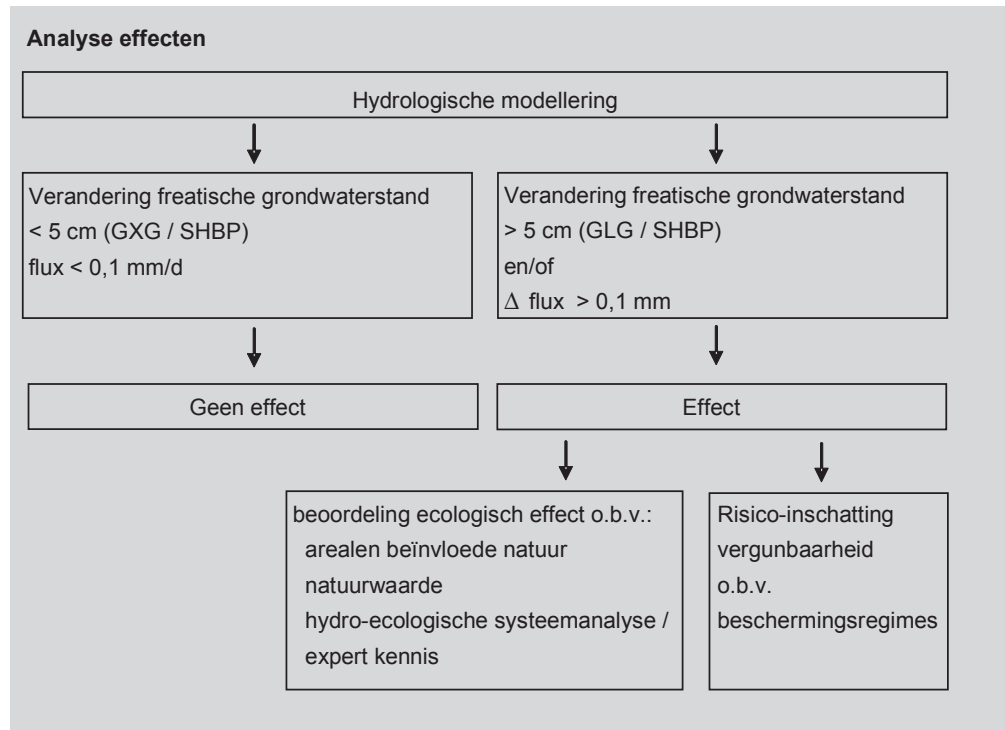 Analyse effecten
Hydrologische modellering
Verandering freatische grondwaterstand
< 5 cm (GXG / SHBP)
flux < 0,1 mm/d
Verandering freatische grondwaterstand
> 5 cm (GLG / SHBP)
en/of
Δ flux > 0,1 mm
Geen effect
Effect
beoordeling ecologisch effect o.b.v.:
arealen beïnvloede natuur
natuurwaarde
hydro-ecologische systeemanalyse /
expert kennis
Risico-inschatting
vergunbaarheid
o.b.v.
beschermingsregimes